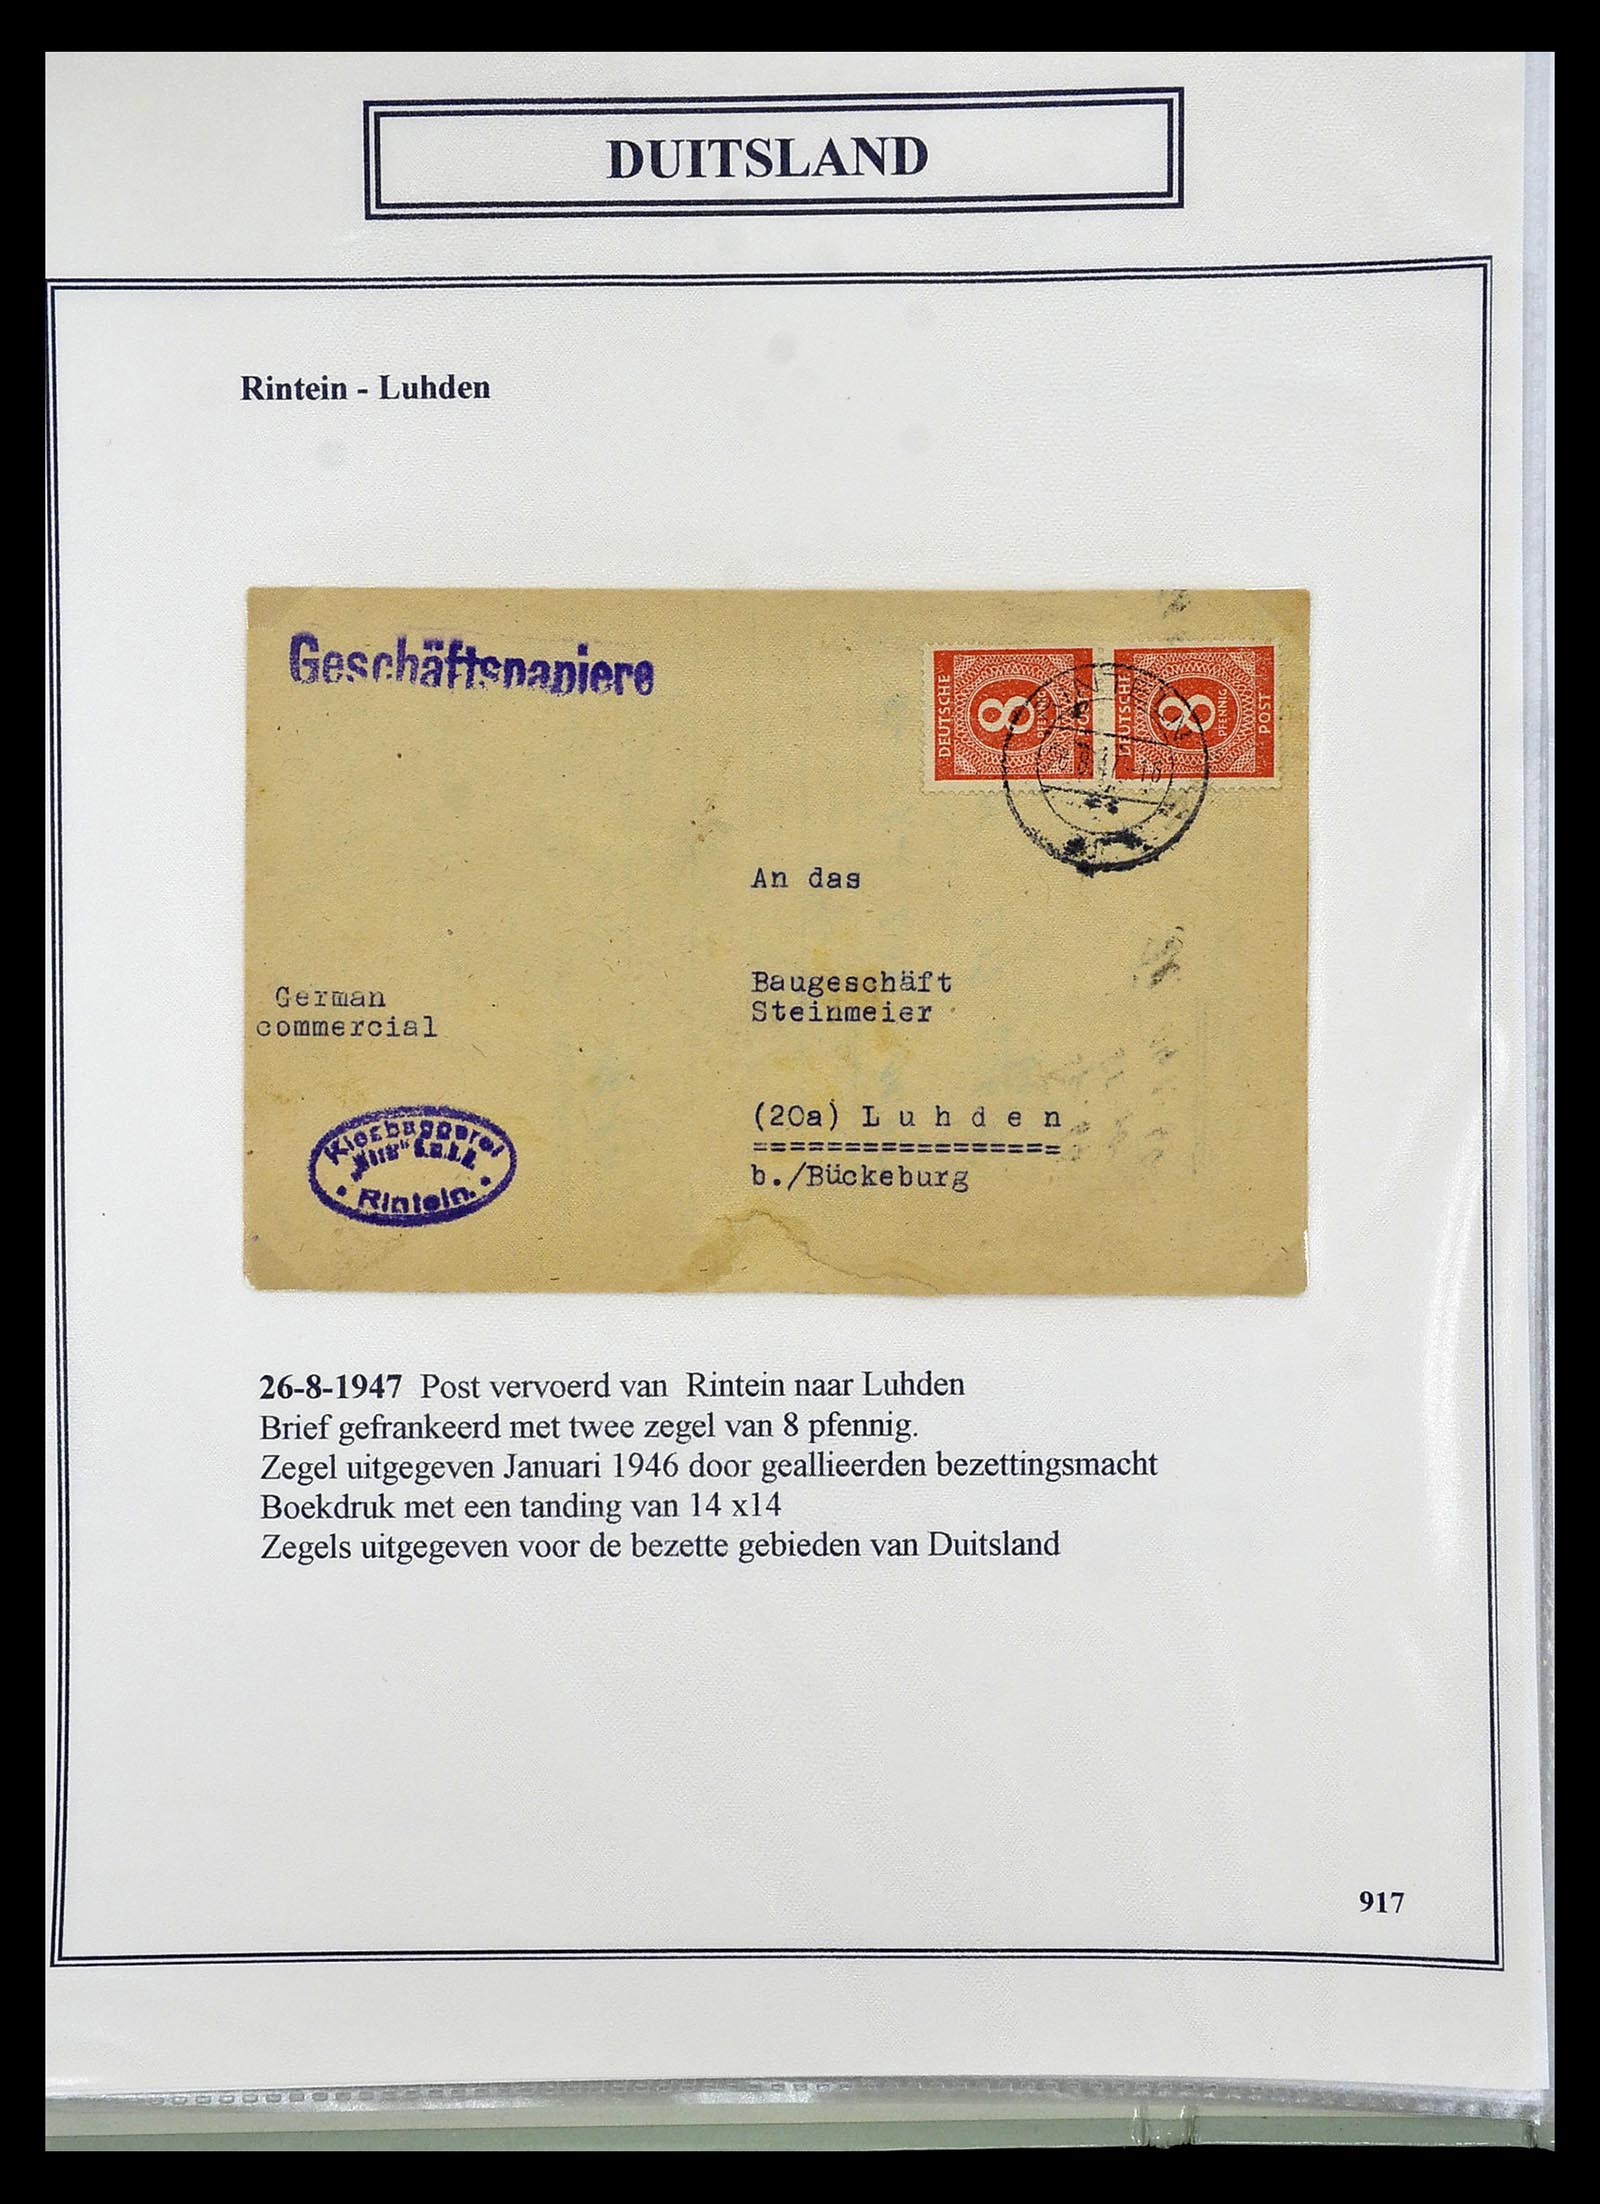 DUITSLAND
Rintein - Luhden
Geschäftspapiere
DEUTSCHE
8
PFENNIG
DEUTSCHE
8
PFENNIG
POST
An das
Baugeschäft
Steinmeier
German
commercial
(20a) L u h d e n
=================
b./Bückeburg
Kiesbaggerei
Rinteln.
26-8-1947 Post vervoerd van Rintein naar Luhden
Brief gefrankeerd met twee zegel van 8 pfennig.
Zegel uitgegeven Januari 1946 door geallieerden bezettingsmacht
Boekdruk met een tanding van 14 x14
Zegels uitgegeven voor de bezette gebieden van Duitsland
917